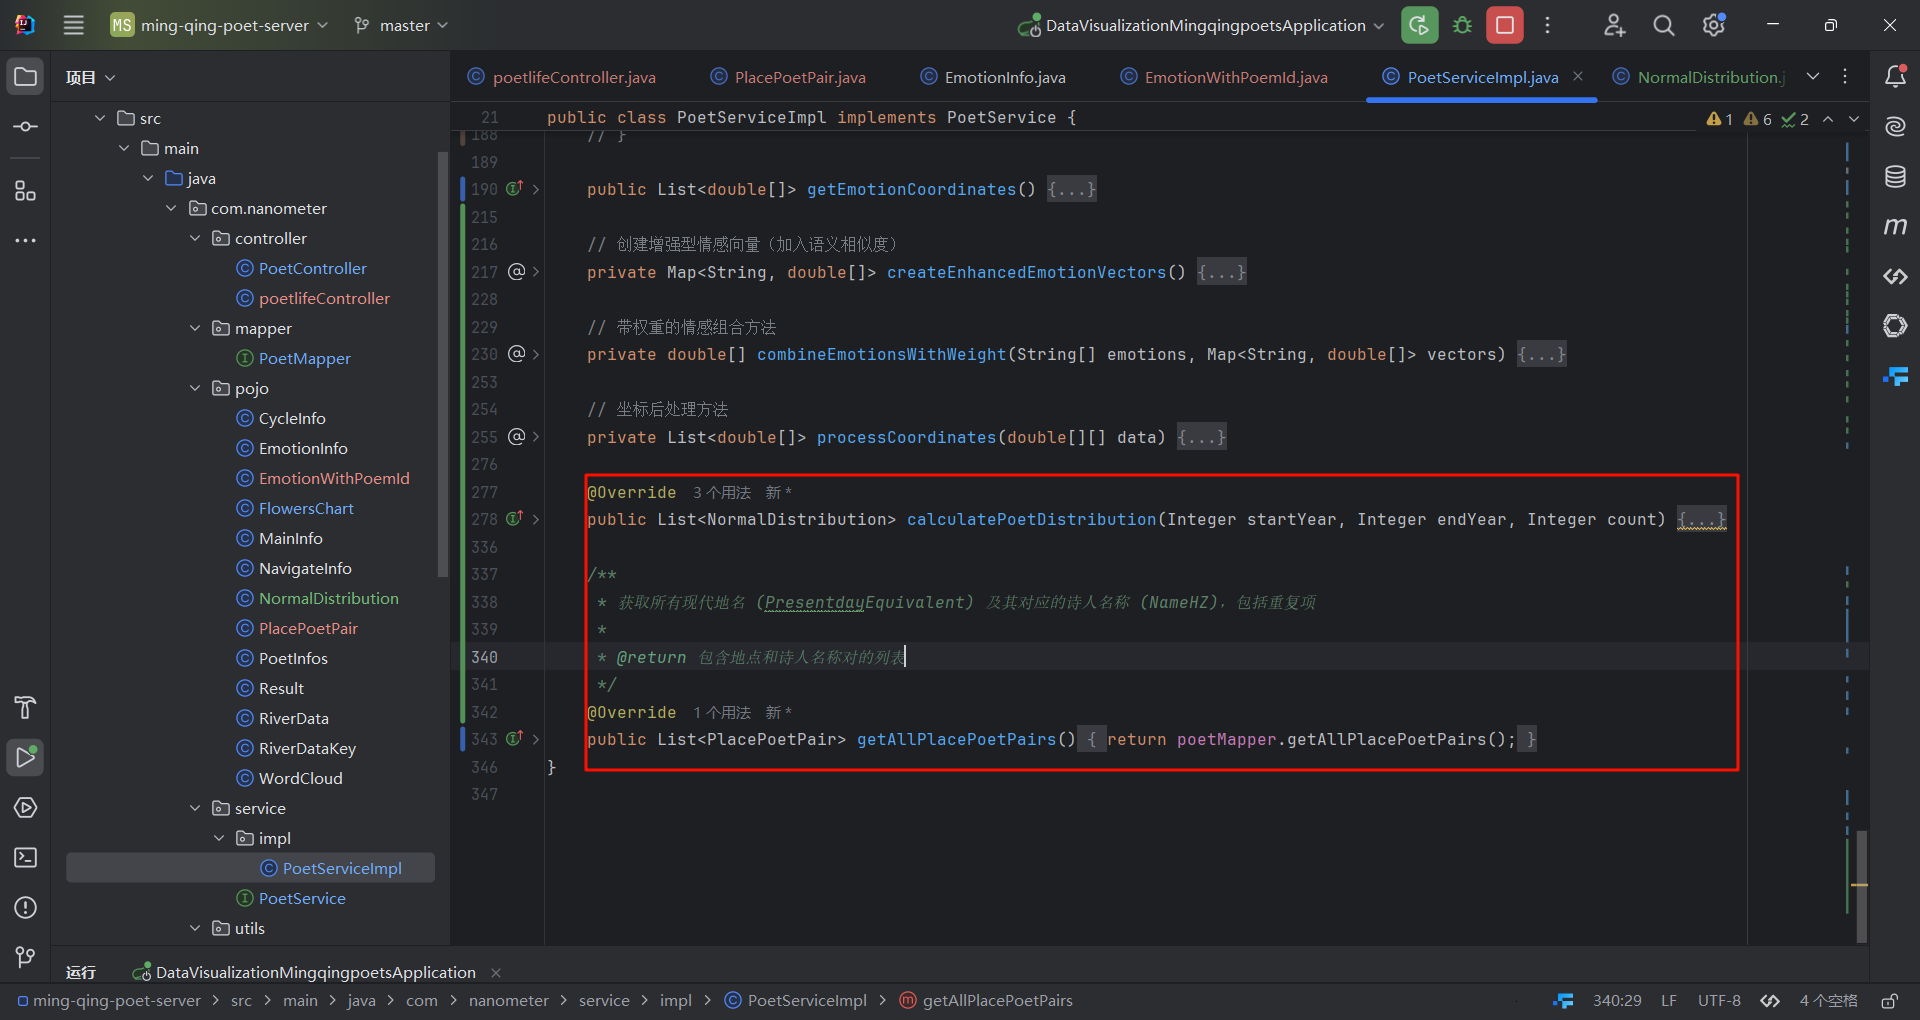 MS ming-qing-poet-server master DataVisualizationMingqingpoetsApplication
项目
poetlifeController.java PlacePoetPair.java EmotionInfo.java EmotionWithPoemId.java PoetServiceImpl.java NormalDistribution.j
src
main
java
com.nanometer
controller
PoetController
poetlifeController
mapper
PoetMapper
pojo
CycleInfo
EmotionInfo
EmotionWithPoemId
FlowersChart
MainInfo
NavigateInfo
NormalDistribution
PlacePoetPair
PoetInfos
Result
RiverData
RiverDataKey
WordCloud
service
impl
PoetServiceImpl
PoetService
utils
21 public class PoetServiceImpl implements PoetService {
1 6 2
188 // }
189
190 public List<double[]> getEmotionCoordinates() {...}
215
216 // 创建增强型情感向量（加入语义相似度）
217 @ private Map<String, double[]> createEnhancedEmotionVectors() {...}
228
229 // 带权重的情感组合方法
230 @ private double[] combineEmotionsWithWeight(String[] emotions, Map<String, double[]> vectors) {...}
253
254 // 坐标后处理方法
255 @ private List<double[]> processCoordinates(double[][] data) {...}
276
277 @Override 3 个用法 新 *
278 public List<NormalDistribution> calculatePoetDistribution(Integer startYear, Integer endYear, Integer count) {...}
336
337 /**
338 * 获取所有现代地名 (PresentdayEquivalent) 及其对应的诗人名称 (NameHZ)，包括重复项
339 *
340 * @return 包含地点和诗人名称对的列表
341 */
342 @Override 1 个用法 新 *
343 public List<PlacePoetPair> getAllPlacePoetPairs() { return poetMapper.getAllPlacePoetPairs(); }
346 }
347
运行 DataVisualizationMingqingpoetsApplication
ming-qing-poet-server > src > main > java > com > nanometer > service > impl > PoetServiceImpl > getAllPlacePoetPairs 340:29 LF UTF-8 4 个空格